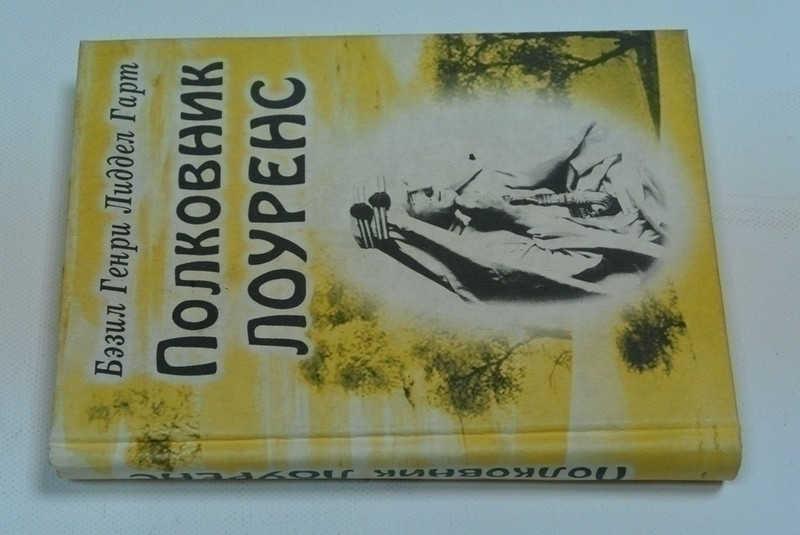 Бэзил Генри Лиддел Гарт
Полковник
Лоуренс
Полковник Лоуренс